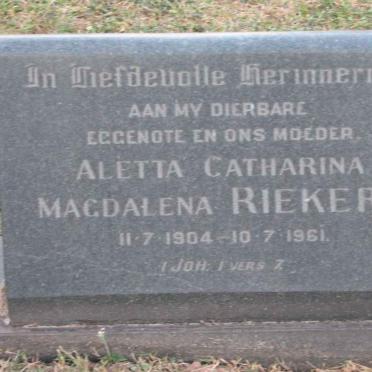 In Liefdevolle Herinneri
AAN MY DIERBARE
EGGENOTE EN ONS MOEDER.
ALETTA CATHARINA
MAGDALENA RIEKER
11-7-1904-10-7-1961.
1 JOH: 1 VERS 7.